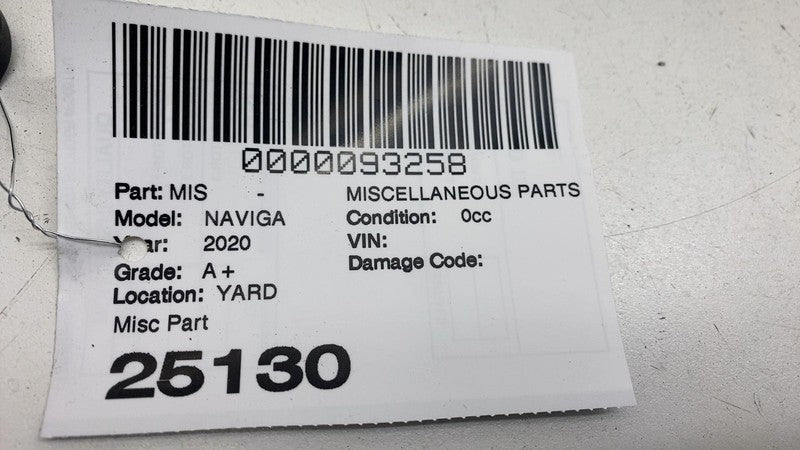 0000093258
Part: MIS - MISCELLANEOUS PARTS
Model: NAVIGA Condition: 0cc
Year: 2020 VIN:
Grade: A+ Damage Code:
Location: YARD
Misc Part
25130